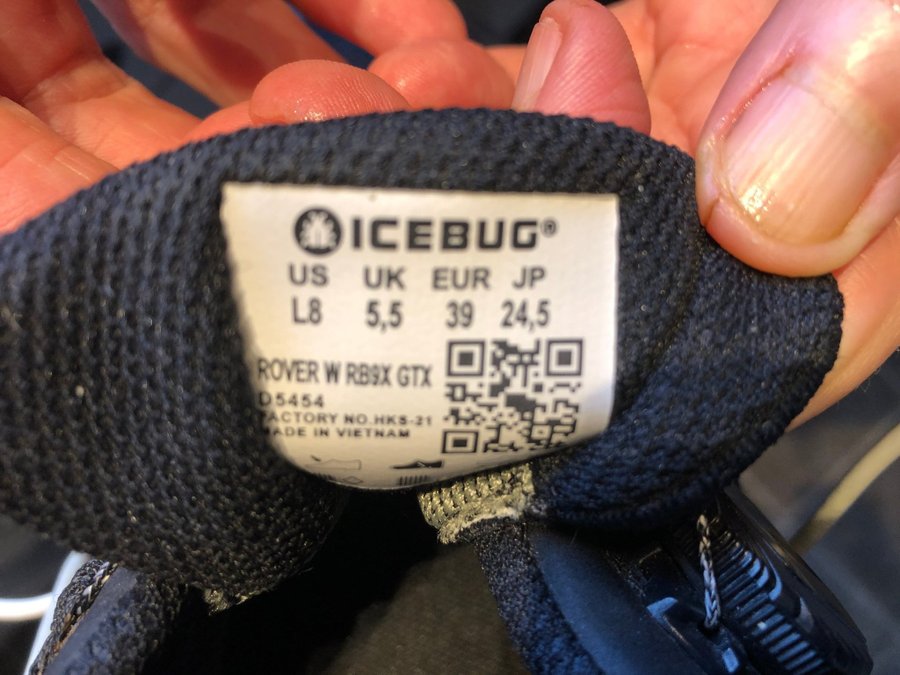 ICEBUG®
US UK EUR JP
L8 5,5 39 24,5
ROVER W RB9X GTX
D5454
FACTORY NO.HKS-21
MADE IN VIETNAM